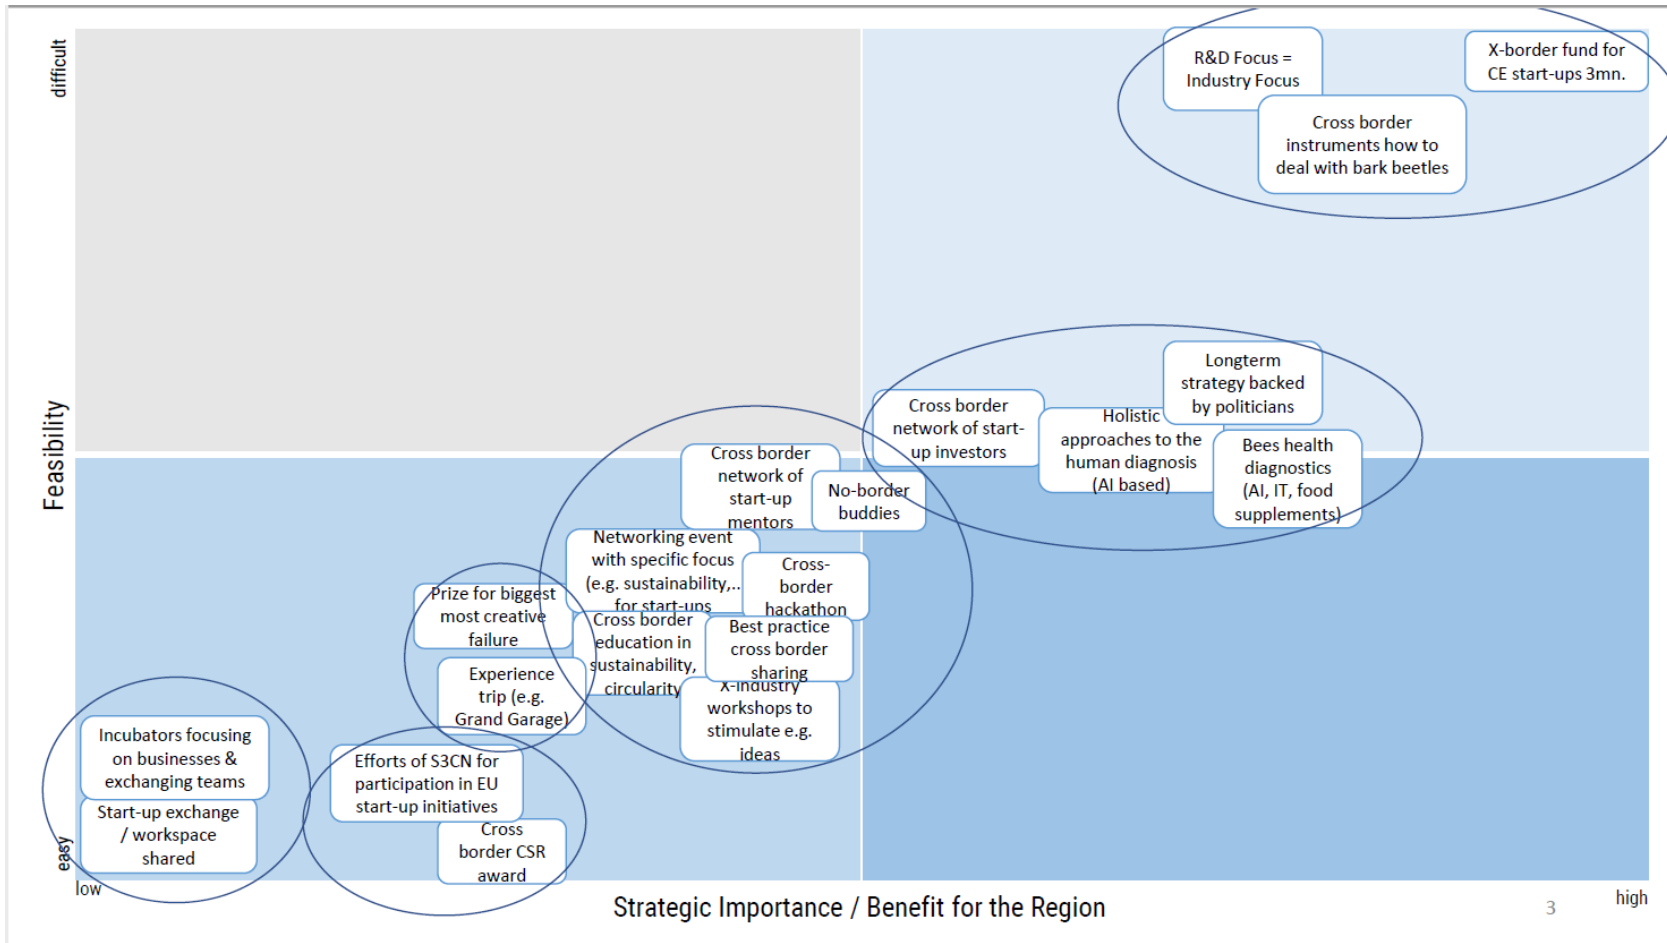 difficult
Feasibility
easy
R&D Focus =
Industry Focus
X-border fund for
CE start-ups 3mn.
Cross border
instruments how to
deal with bark beetles
Longterm
strategy backed
by politicians
Cross border
network of start-
up investors
Holistic
approaches to the
human diagnosis
(AI based)
Bees health
diagnostics
(AI, IT, food
supplements)
Cross border
network of
start-up
mentors
No-border
buddies
Networking event
with specific focus
(e.g. sustainability,..
for start-ups
Cross-
border
hackathon
Prize for biggest
most creative
failure
Cross border
education in
sustainability,
circularity
Best practice
cross border
sharing
Experience
trip (e.g.
Grand Garage)
X-industry
workshops to
stimulate e.g.
ideas
Incubators focusing
on businesses &
exchanging teams
Efforts of S3CN for
participation in EU
start-up initiatives
Start-up exchange
/ workspace
shared
Cross
border CSR
award
low
Strategic Importance / Benefit for the Region
3
high